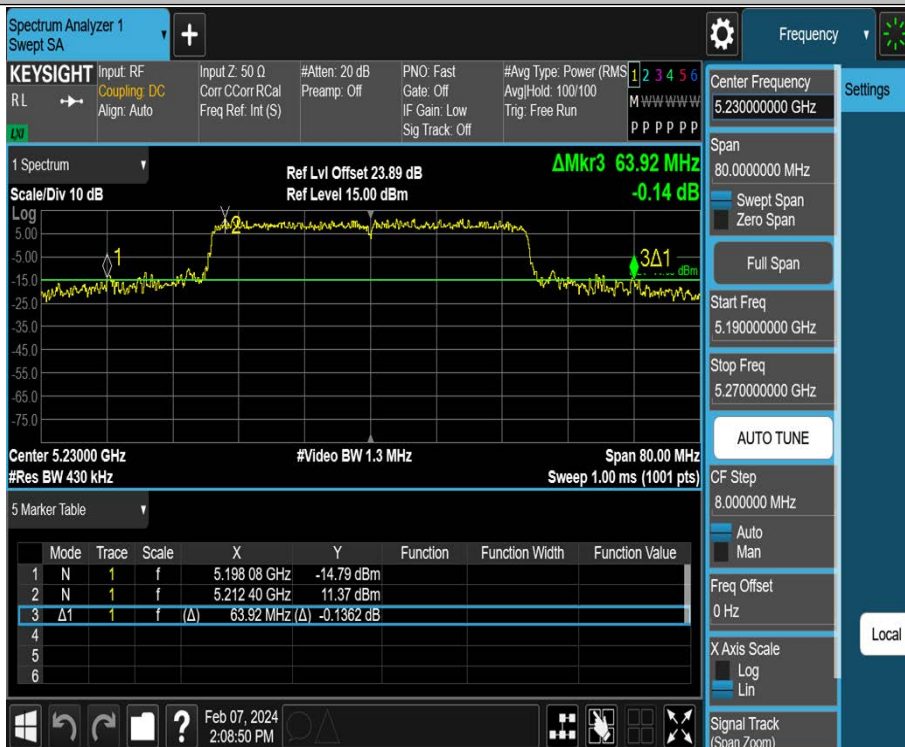 Spectrum Analyzer 1
Swept SA
Frequency
KEYSIGHT
RL
LXI
Input: RF
Coupling: DC
Align: Auto
Input Z: 50 Ω
Corr CCorr RCal
Freq Ref: Int (S)
#Atten: 20 dB
Preamp: Off
PNO: Fast
Gate: Off
IF Gain: Low
Sig Track: Off
#Avg Type: Power (RMS
Avg|Hold: 100/100
Trig: Free Run
1 2 3 4 5 6
M W W W W W
P P P P P P
1 Spectrum
Scale/Div 10 dB
Ref Lvl Offset 23.89 dB
Ref Level 15.00 dBm
ΔMkr3 63.92 MHz
-0.14 dB
Log
5.00
-5.00
-15.0
-25.0
-35.0
-45.0
-55.0
-65.0
-75.0
1
2
3Δ1
dBm
Center 5.23000 GHz
#Res BW 430 kHz
#Video BW 1.3 MHz
Span 80.00 MHz
Sweep 1.00 ms (1001 pts)
5 Marker Table
Mode Trace Scale X Y Function Function Width Function Value
1 N 1 f 5.198 08 GHz -14.79 dBm
2 N 1 f 5.212 40 GHz 11.37 dBm
3 Δ1 1 f (Δ) 63.92 MHz (Δ) -0.1362 dB
4
5
6
?
Feb 07, 2024
2:08:50 PM
Center Frequency
5.230000000 GHz
Span
80.0000000 MHz
Swept Span
Zero Span
Full Span
Start Freq
5.190000000 GHz
Stop Freq
5.270000000 GHz
AUTO TUNE
CF Step
8.000000 MHz
Auto
Man
Freq Offset
0 Hz
X Axis Scale
Log
Lin
Signal Track
(Span Zoom)
Settings
Local